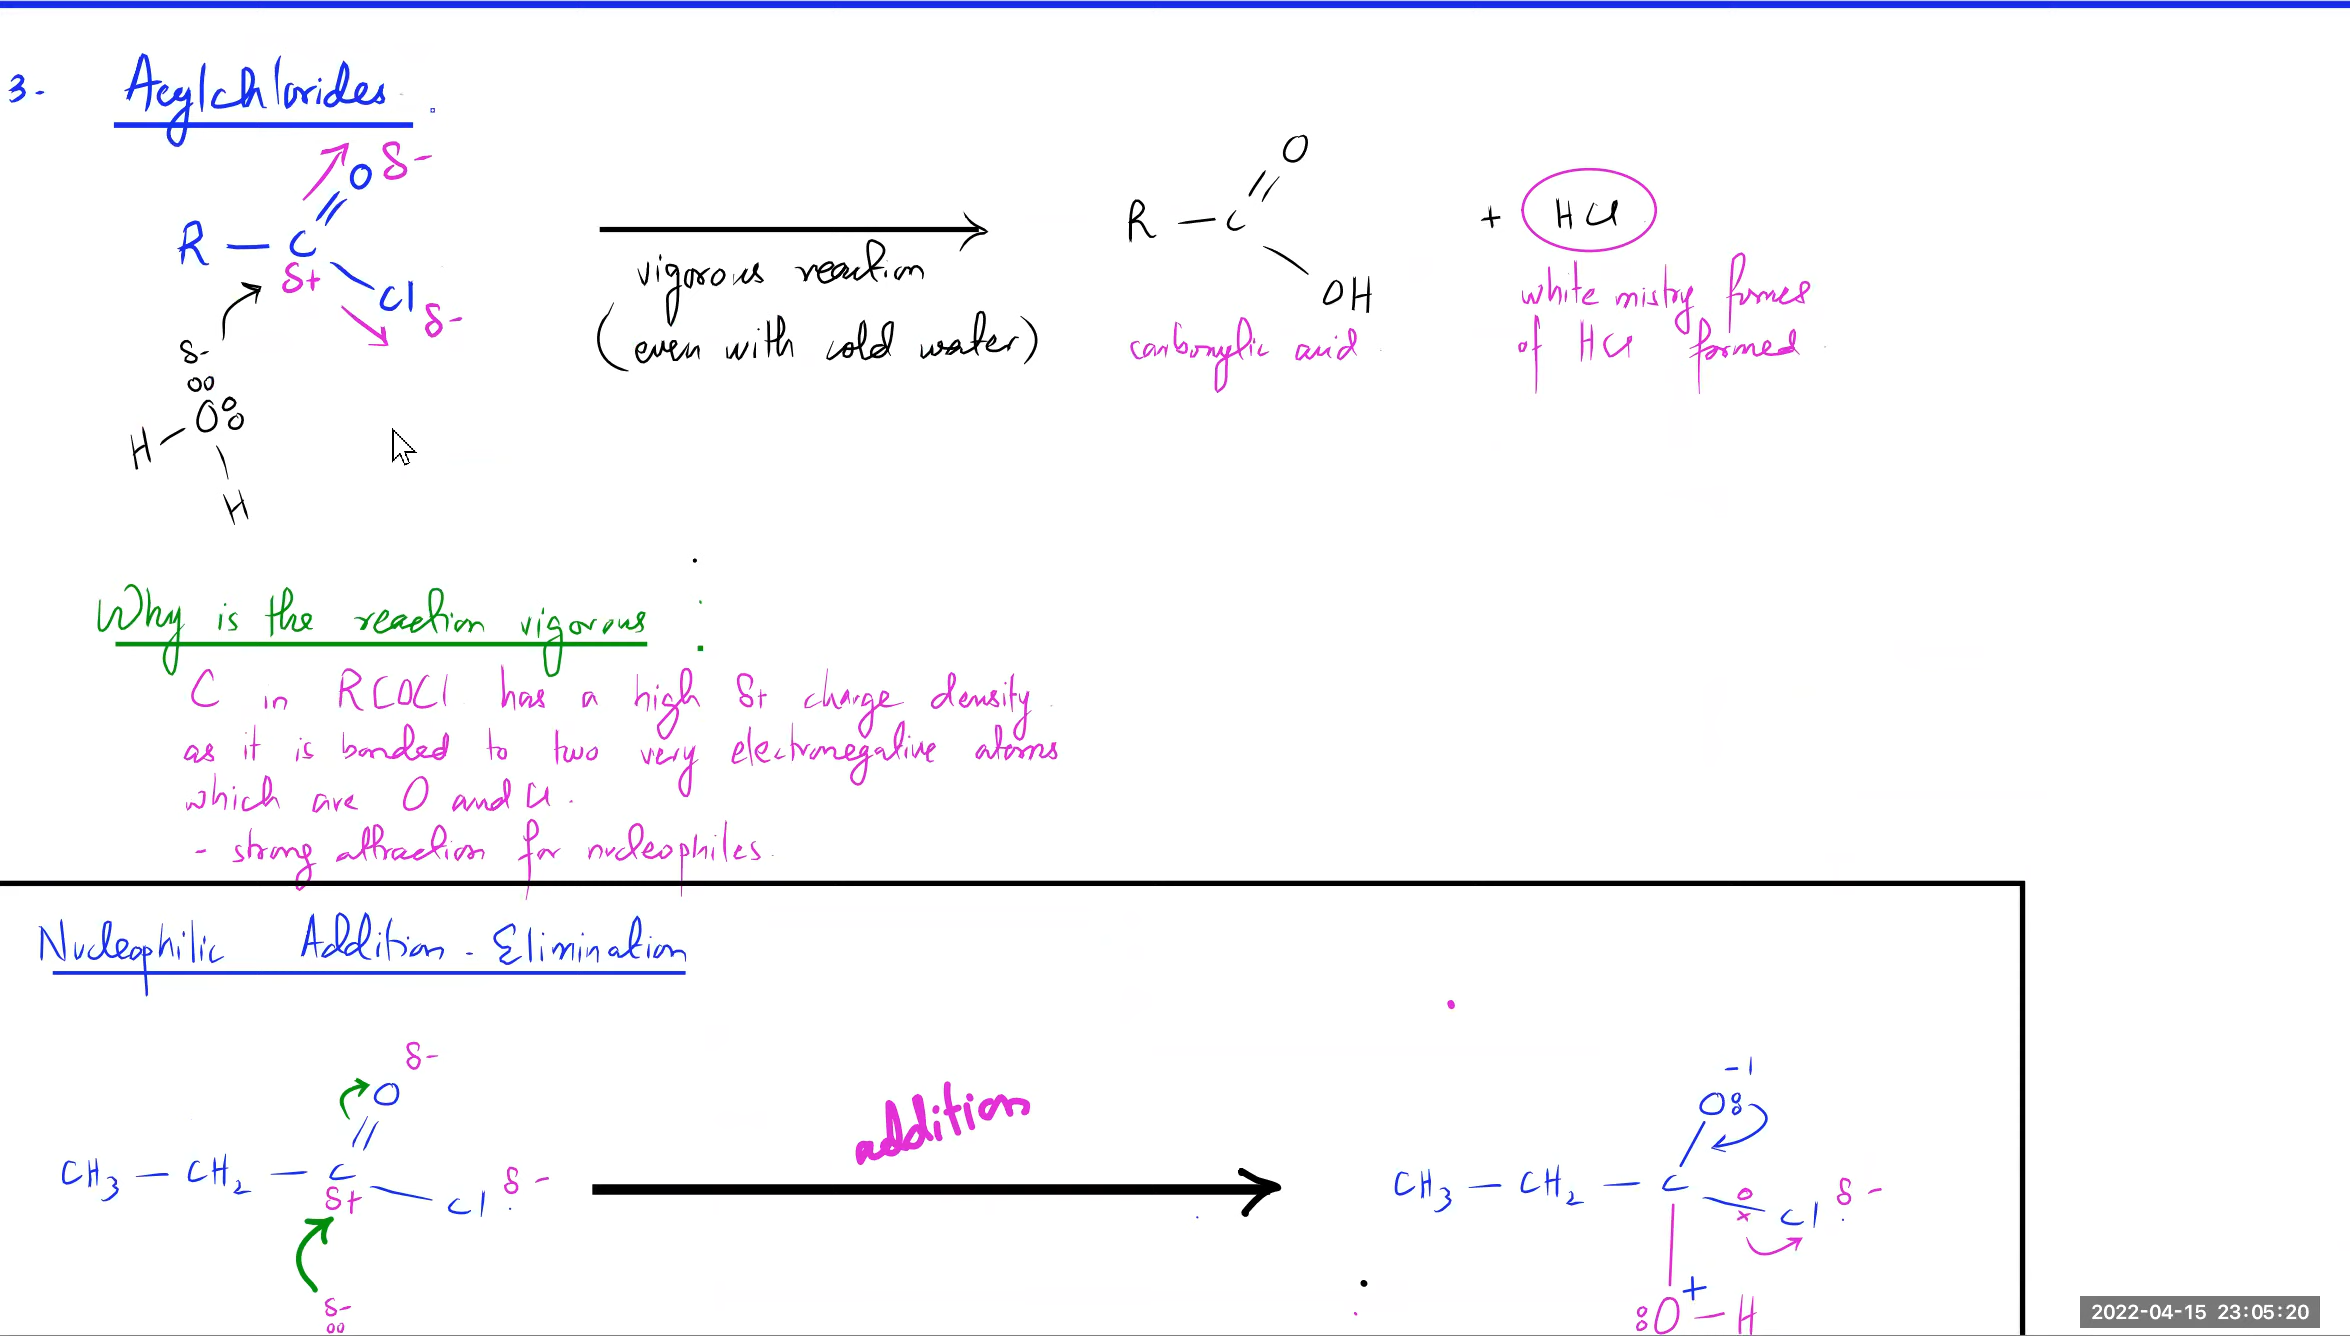 3- Acylchlorides
O δ-
R - C
δ+
Cl δ-
δ-
O
H
H
vigorous reaction
(even with cold water)
O
R - C
OH
carboxylic acid
+ HCl
white mistry fumes
of HCl formed
Why is the reaction vigorous
C in RCOCl has a high δ+ charge density
as it is bonded to two very electronegative atoms
which are O and Cl.
- strong attraction for nucleophiles.
Nucleophilic Addition - Elimination
δ-
O
CH3 - CH2 - C
δ+
Cl δ-
δ-
addition
-1
O
CH3 - CH2 - C
Cl δ-
+
O - H
2022-04-15 23:05:20